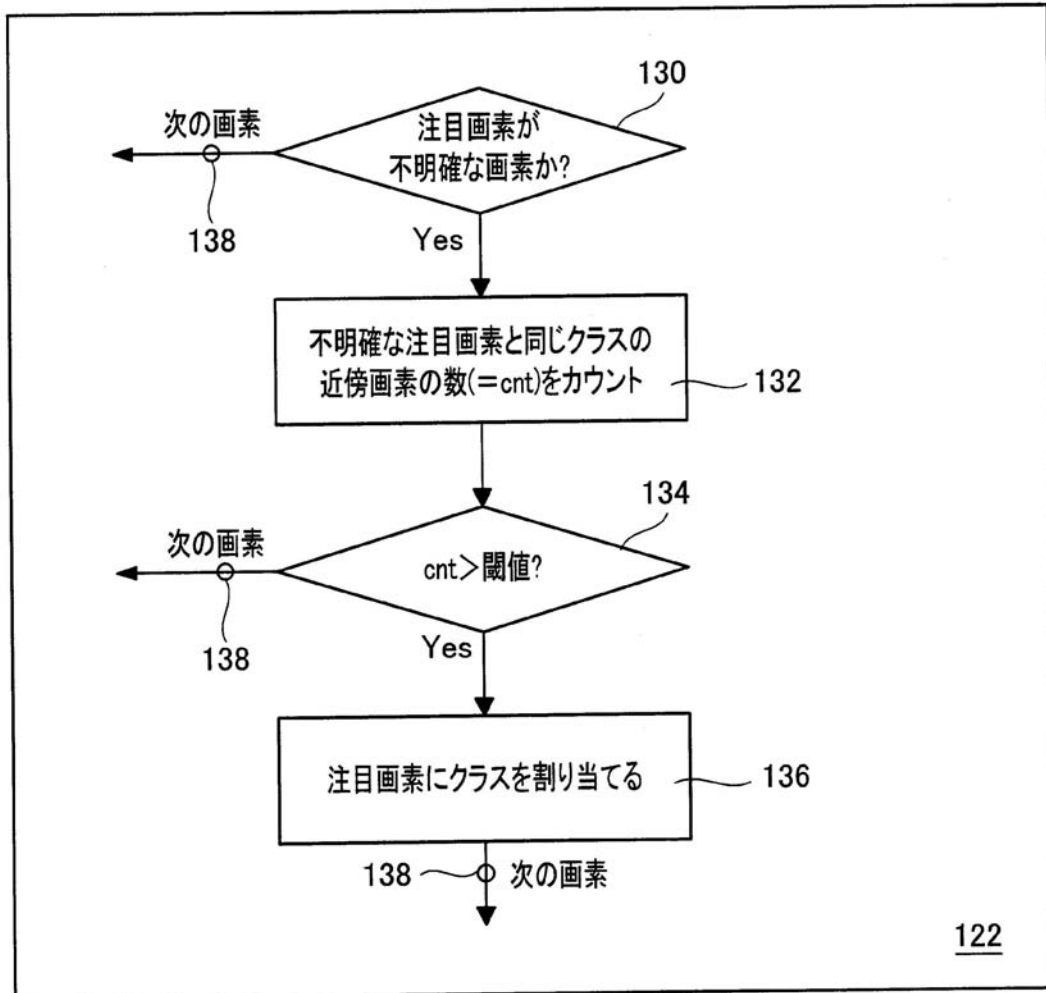 130
次の画素
注目画素が
不明確な画素か?
138
Yes
不明確な注目画素と同じクラスの
近傍画素の数(=cnt)をカウント
132
134
次の画素
cnt>閾値?
138
Yes
注目画素にクラスを割り当てる
136
138
次の画素
122